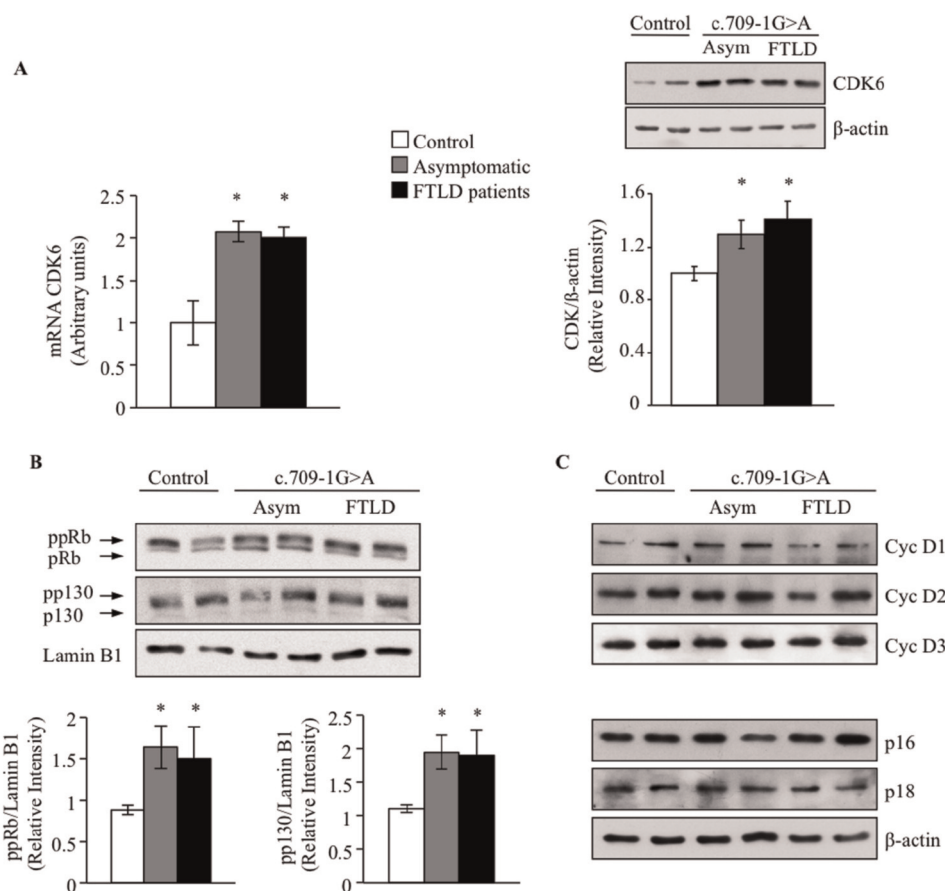 A
Control c.709-1G>A
Asym FTLD
CDK6
β-actin
Control
Asymptomatic
FTLD patients
2.5
2
1
0.5
0
mRNA CDK6
(Arbitrary units)
* *
1.6
1.2
0.8
0.4
0
CDK/ß-actin
(Relative Intensity)
* *
B
Control c.709-1G>A
Asym FTLD
ppRb
pRb
pp130
p130
Lamin B1
2
1.5
1
0.5
0
ppRb/Lamin B1
(Relative Intensity)
* *
2.5
2
1.5
1
0.5
0
pp130/Lamin B1
(Relative Intensity)
* *
C
Control c.709-1G>A
Asym FTLD
Cyc D1
Cyc D2
Cyc D3
p16
p18
β-actin